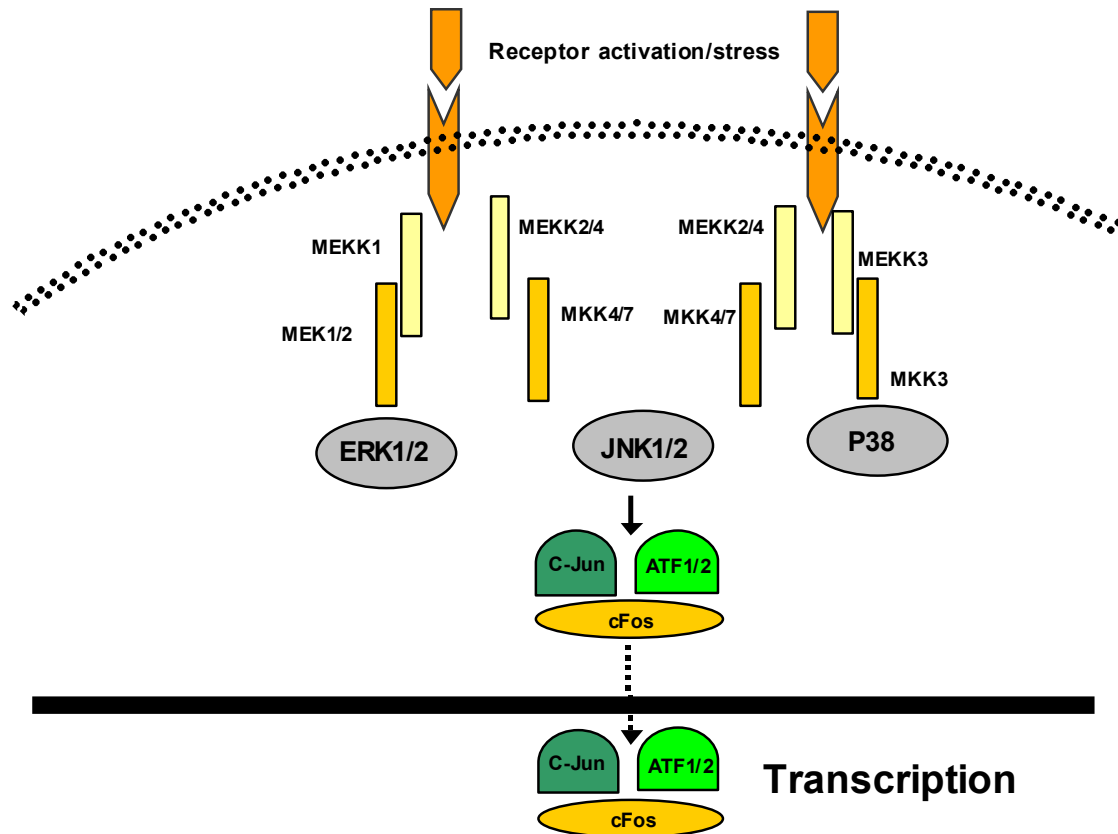 Receptor activation/stress
MEKK1
MEKK2/4
MEKK2/4
MEKK3
MEK1/2
MKK4/7
MKK4/7
MKK3
ERK1/2
JNK1/2
P38
C-Jun
ATF1/2
cFos
C-Jun
ATF1/2
Transcription
cFos